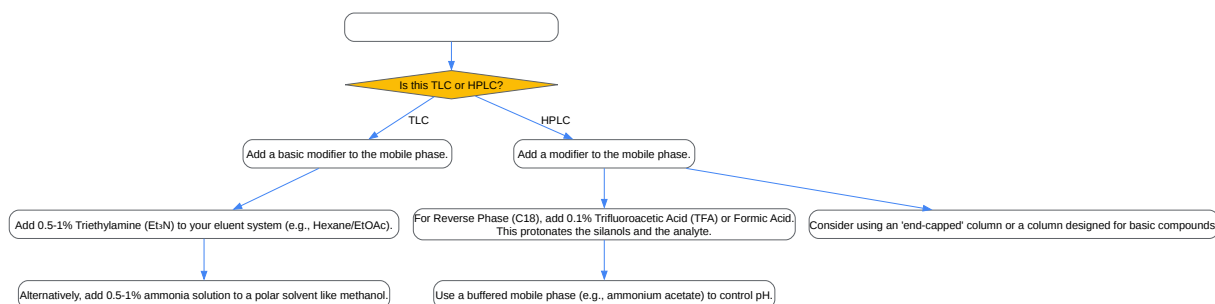 Is this TLC or HPLC?
TLC
HPLC
Add a basic modifier to the mobile phase.
Add a modifier to the mobile phase.
Add 0.5-1% Triethylamine (Et₃N) to your eluent system (e.g., Hexane/EtOAc).
For Reverse Phase (C18), add 0.1% Trifluoroacetic Acid (TFA) or Formic Acid.
This protonates the silanols and the analyte.
Consider using an 'end-capped' column or a column designed for basic compounds
Alternatively, add 0.5-1% ammonia solution to a polar solvent like methanol.
Use a buffered mobile phase (e.g., ammonium acetate) to control pH.